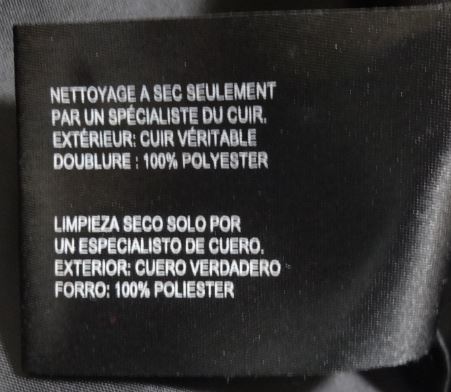 NETTOYAGE A SEC SEULEMENT
PAR UN SPÉCIALISTE DU CUIR.
EXTÉRIEUR: CUIR VÉRITABLE
DOUBLURE : 100% POLYESTER
LIMPIEZA SECO SOLO POR
UN ESPECIALISTO DE CUERO.
EXTERIOR: CUERO VERDADERO
FORRO: 100% POLIESTER